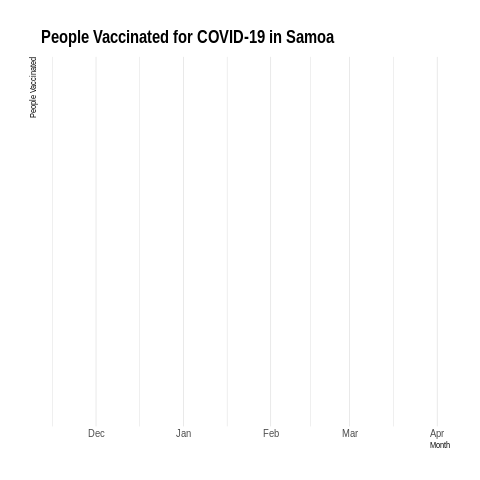 People Vaccinated for COVID-19 in Samoa
People Vaccinated
Dec Jan Feb Mar Apr
Month